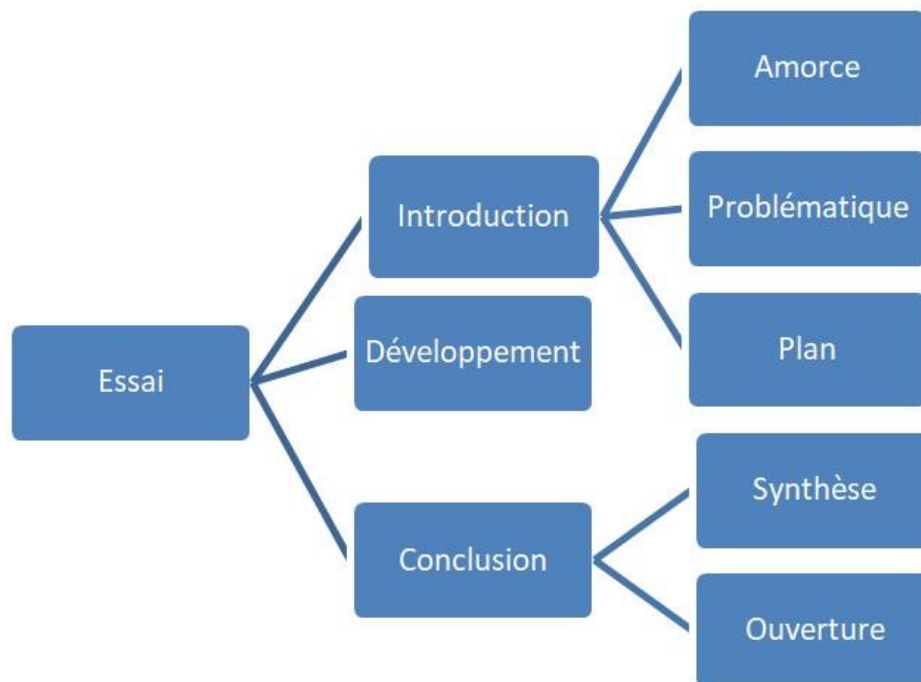 Essai
Introduction
Amorce
Problématique
Plan
Développement
Conclusion
Synthèse
Ouverture